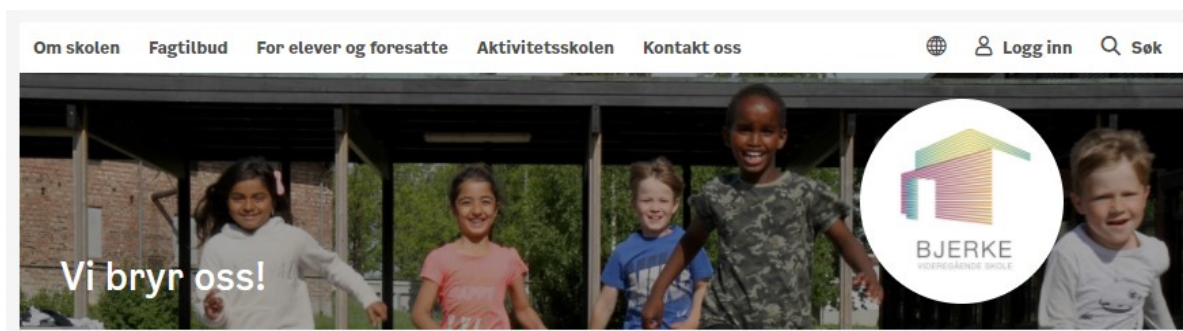 Om skolen Fagtilbud For elever og foresatte Aktivitetsskolen Kontakt oss Logg inn Søk
Vi bryr oss!
BJERKE
VIDEREGÅENDE SKOLE